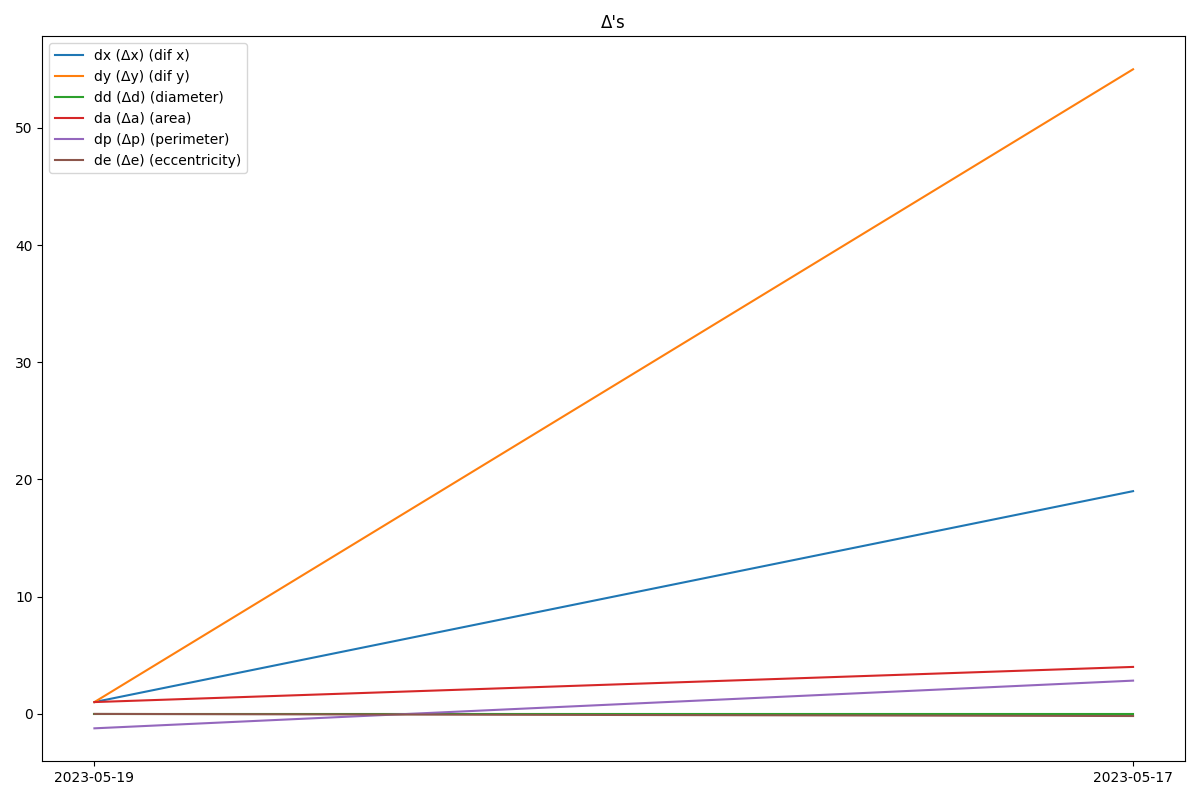 Δ's
dx (Δx) (dif x)
dy (Δy) (dif y)
dd (Δd) (diameter)
da (Δa) (area)
dp (Δp) (perimeter)
de (Δe) (eccentricity)
50
40
30
20
10
0
2023-05-19
2023-05-17